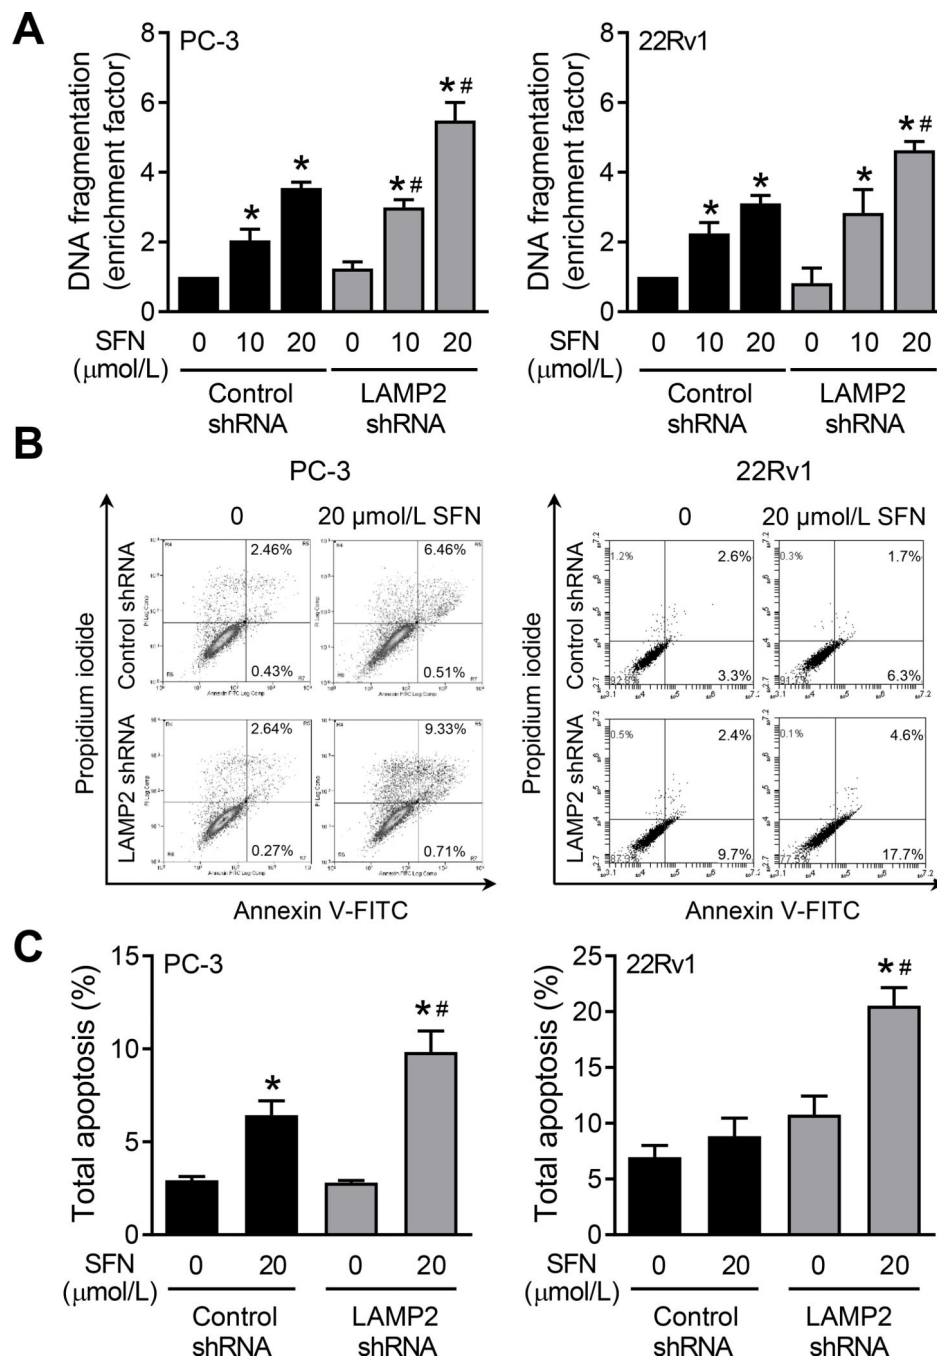 A
PC-3
22Rv1
DNA fragmentation
(enrichment factor)
8
6
4
2
0
*
*
* #
* #
DNA fragmentation
(enrichment factor)
8
6
4
2
0
*
*
*
* #
SFN
(μmol/L)
0 10 20 0 10 20
Control
shRNA
LAMP2
shRNA
SFN
(μmol/L)
0 10 20 0 10 20
Control
shRNA
LAMP2
shRNA
B
PC-3
22Rv1
0 20 μmol/L SFN
0 20 μmol/L SFN
Propidium iodide
Control shRNA
LAMP2 shRNA
2.46%
0.43%
6.46%
0.51%
2.64%
0.27%
9.33%
0.71%
Annexin V-FITC
Propidium iodide
Control shRNA
LAMP2 shRNA
1.2% 2.6%
3.3%
0.3% 1.7%
6.3%
0.5% 2.4%
9.7%
0.1% 4.6%
17.7%
Annexin V-FITC
C
PC-3
22Rv1
Total apoptosis (%)
15
10
5
0
*
* #
Total apoptosis (%)
25
20
15
10
5
0
* #
SFN
(μmol/L)
0 20 0 20
Control
shRNA
LAMP2
shRNA
SFN
(μmol/L)
0 20 0 20
Control
shRNA
LAMP2
shRNA